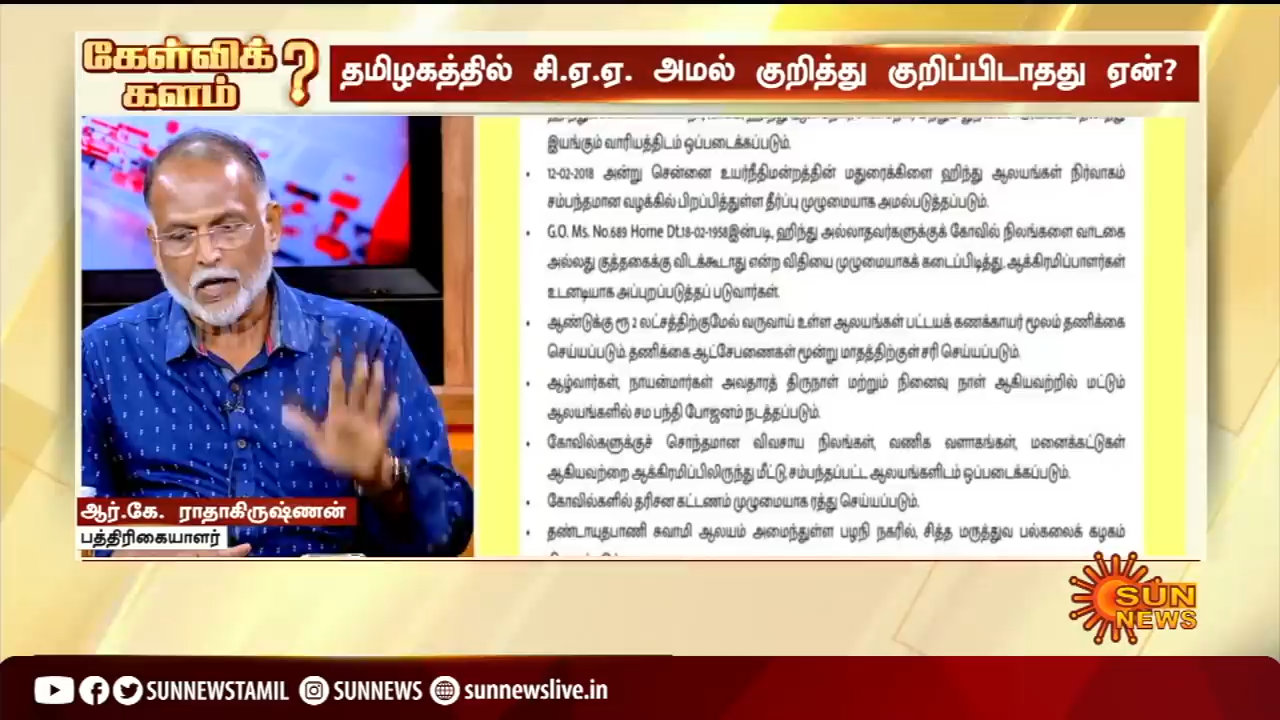 கேள்விக்
களம் ?
தமிழகத்தில் சி.ஏ.ஏ. அமல் குறித்து குறிப்பிடாதது ஏன்?
இயங்கும் வாரியத்திடம் ஒப்படைக்கப்படும்.
• 12-02-2018 அன்று சென்னை உயர்நீதிமன்றத்தின் மதுரைக்கிளை ஹிந்து ஆலயங்கள் நிர்வாகம்
சம்பந்தமான வழக்கில் பிறப்பித்துள்ள தீர்ப்பு முழுமையாக அமல்படுத்தப்படும்.
• G.O. Ms. No.689 Home Dt.18-02-1958இன்படி, ஹிந்து அல்லாதவர்களுக்குக் கோவில் நிலங்களை வாடகை
அல்லது குத்தகைக்கு விடக்கூடாது என்ற விதியை முழுமையாகக் கடைப்பிடித்து, ஆக்கிரமிப்பாளர்கள்
உடனடியாக அப்புறப்படுத்தப் படுவார்கள்.
• ஆண்டுக்கு ரூ 2 லட்சத்திற்குமேல் வருவாய் உள்ள ஆலயங்கள் பட்டயக் கணக்காயர் மூலம் தணிக்கை
செய்யப்படும். தணிக்கை ஆட்சேபணைகள் மூன்று மாதத்திற்குள் சரி செய்யப்படும்.
• ஆழ்வார்கள், நாயன்மார்கள் அவதாரத் திருநாள் மற்றும் நினைவு நாள் ஆகியவற்றில் மட்டும்
ஆலயங்களில் சம பந்தி போஜனம் நடத்தப்படும்.
• கோவில்களுக்குச் சொந்தமான விவசாய நிலங்கள், வணிக வளாகங்கள், மனைக்கட்டுகள்
ஆகியவற்றை ஆக்கிரமிப்பிலிருந்து மீட்டு, சம்பந்தப்பட்ட ஆலயங்களிடம் ஒப்படைக்கப்படும்.
• கோவில்களில் தரிசன கட்டணம் முழுமையாக ரத்து செய்யப்படும்.
• தண்டாயுதபாணி சுவாமி ஆலயம் அமைந்துள்ள பழநி நகரில், சித்த மருத்துவ பல்கலைக் கழகம்
SUN NEWS
ஆர்.கே. ராதாகிருஷ்ணன்
பத்திரிகையாளர்
SUN
NEWS
SUNNEWSTAMIL SUNNEWS sunnewslive.in